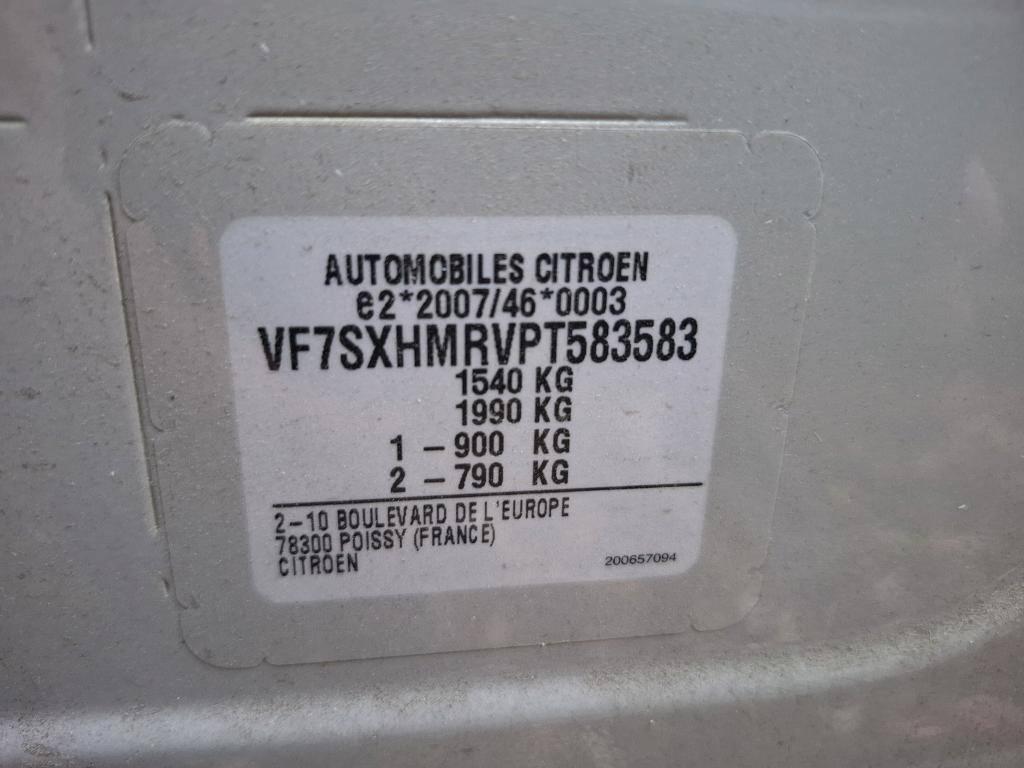 AUTOMOBILES CITROEN
e2*2007/46*0003
VF7SXHMRVPT583583
1540 KG
1990 KG
1 – 900 KG
2 – 790 KG
2–10 BOULEVARD DE L'EUROPE
78300 POISSY (FRANCE)
CITROEN 200657094